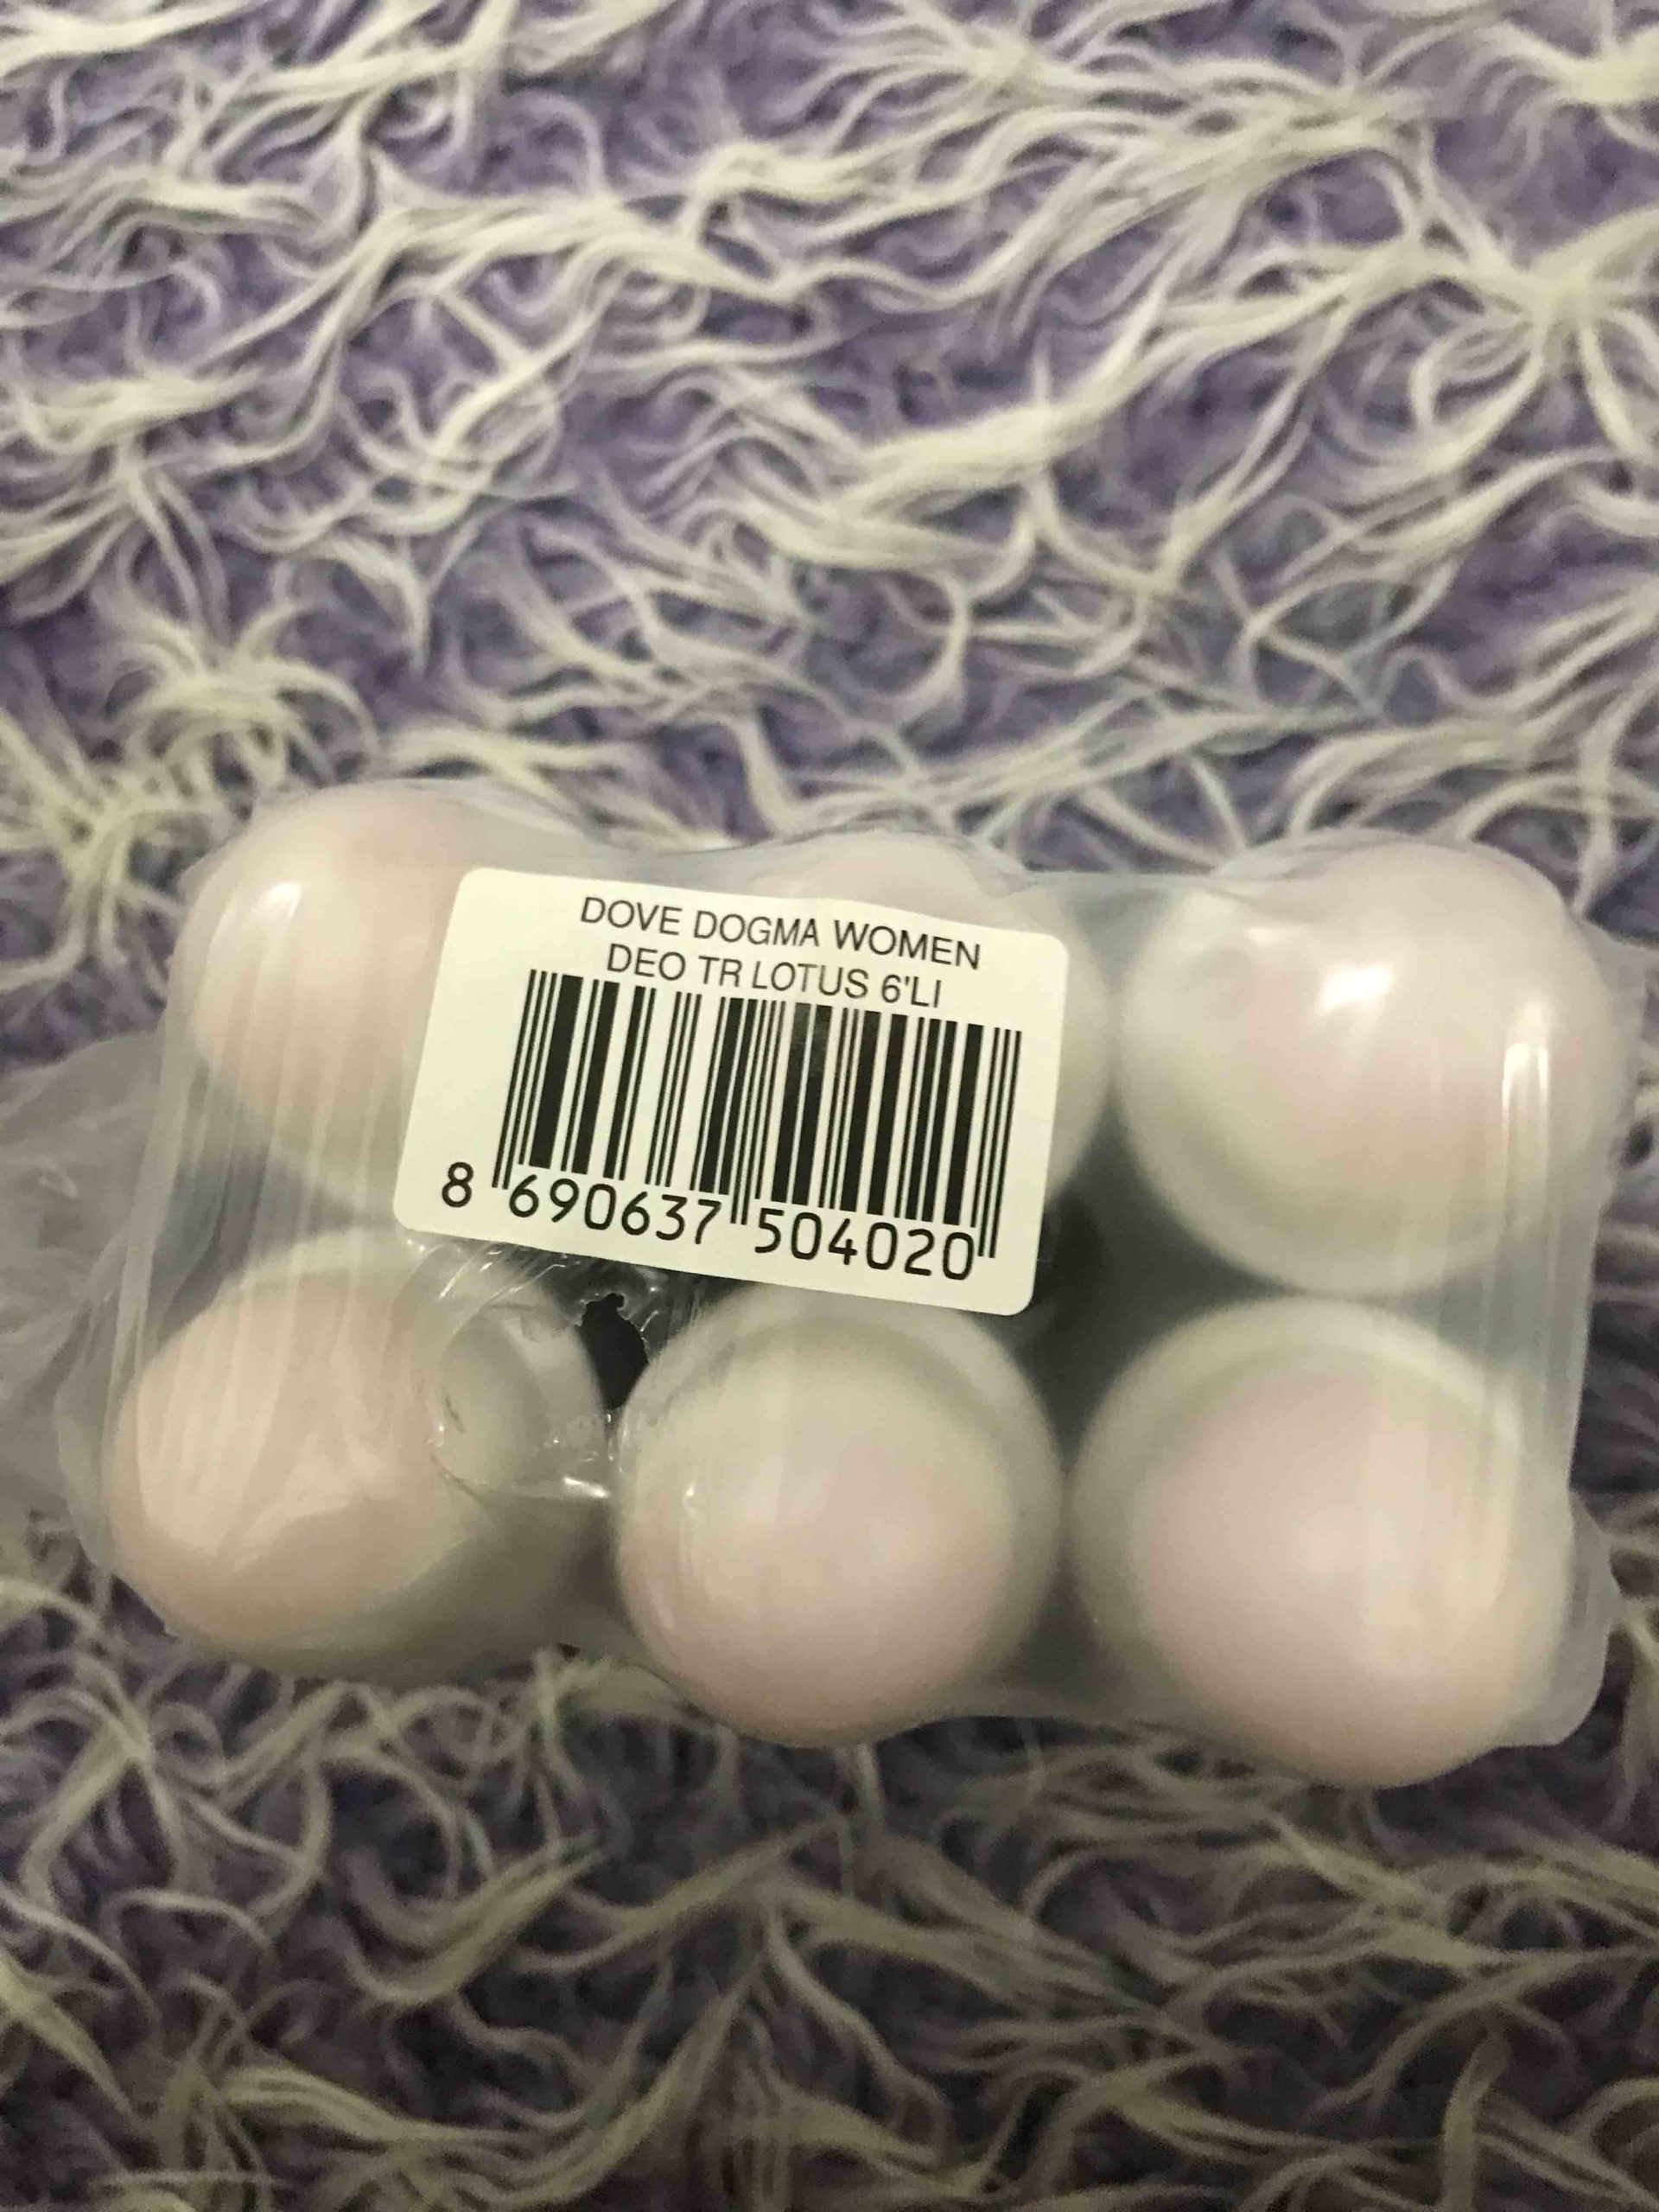 DOVE DOGMA WOMEN
DEO TR LOTUS 6'LI
8 690637 504020